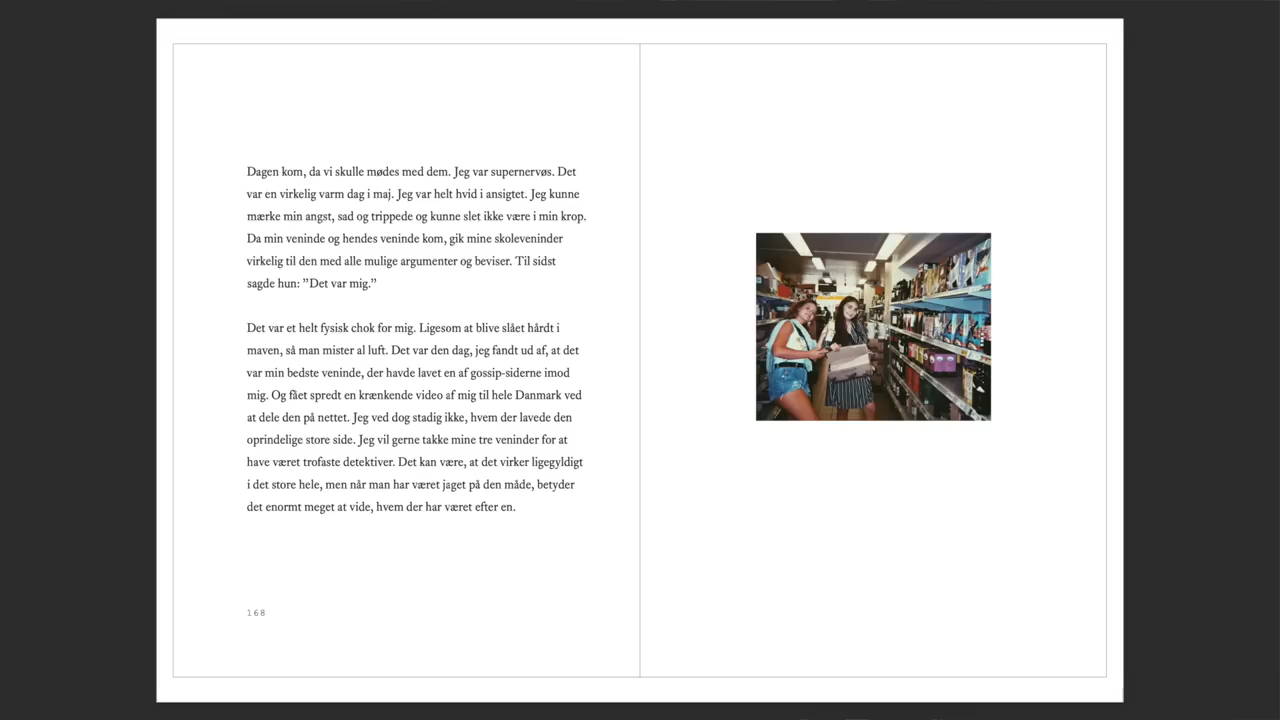 Dagen kom, da vi skulle mødes med dem. Jeg var supernervøs. Det
var en virkelig varm dag i maj. Jeg var helt hvid i ansigtet. Jeg kunne
mærke min angst, sad og trippede og kunne slet ikke være i min krop.
Da min veninde og hendes veninde kom, gik mine skoleveninder
virkelig til den med alle mulige argumenter og beviser. Til sidst
sagde hun: ”Det var mig.”
Det var et helt fysisk chok for mig. Ligesom at blive slået hårdt i
maven, så man mister al luft. Det var den dag, jeg fandt ud af, at det
var min bedste veninde, der havde lavet en af gossip-siderne imod
mig. Og fået spredt en krænkende video af mig til hele Danmark ved
at dele den på nettet. Jeg ved dog stadig ikke, hvem der lavede den
oprindelige store side. Jeg vil gerne takke mine tre veninder for at
have været trofaste detektiver. Det kan være, at det virker ligegyldigt
i det store hele, men når man har været jaget på den måde, betyder
det enormt meget at vide, hvem der har været efter en.
168